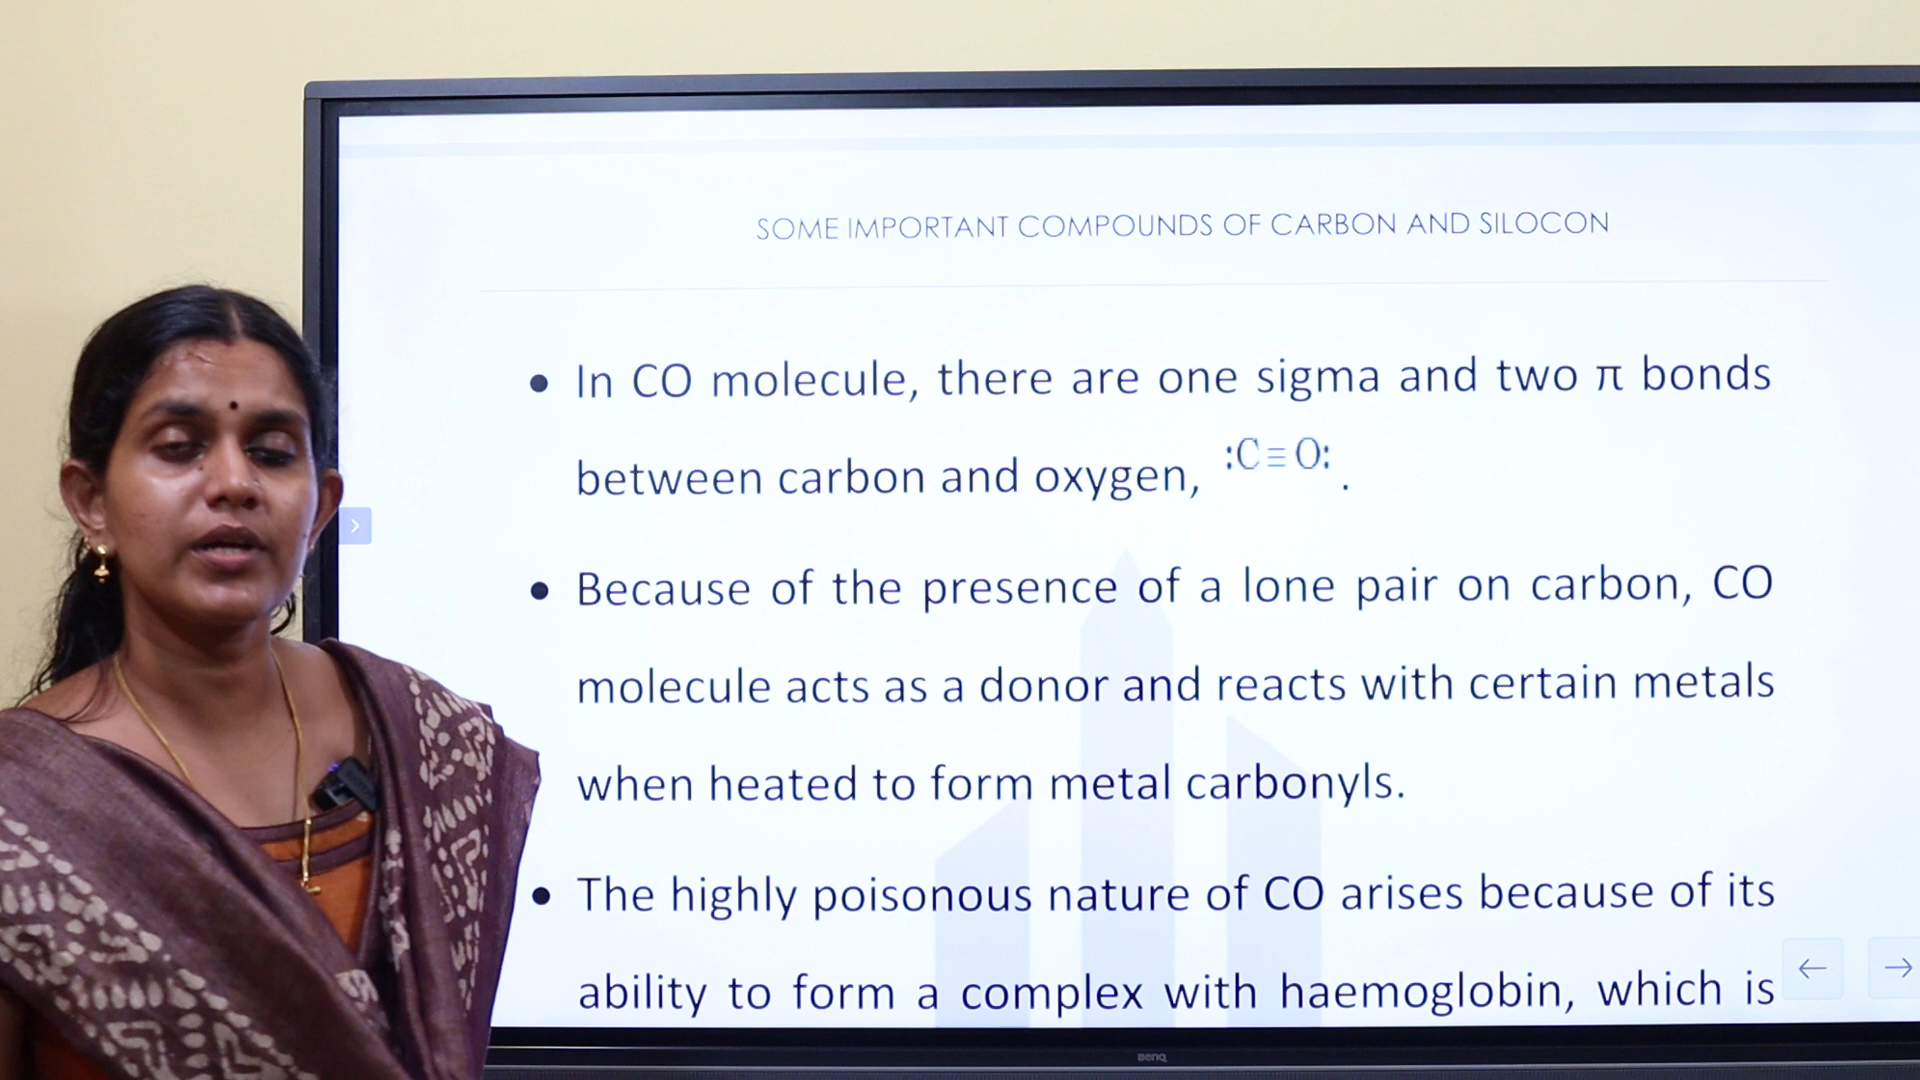 SOME IMPORTANT COMPOUNDS OF CARBON AND SILOCON
• In CO molecule, there are one sigma and two π bonds
between carbon and oxygen, :C≡O: .
• Because of the presence of a lone pair on carbon, CO
molecule acts as a donor and reacts with certain metals
when heated to form metal carbonyls.
• The highly poisonous nature of CO arises because of its
ability to form a complex with haemoglobin, which is
BenQ